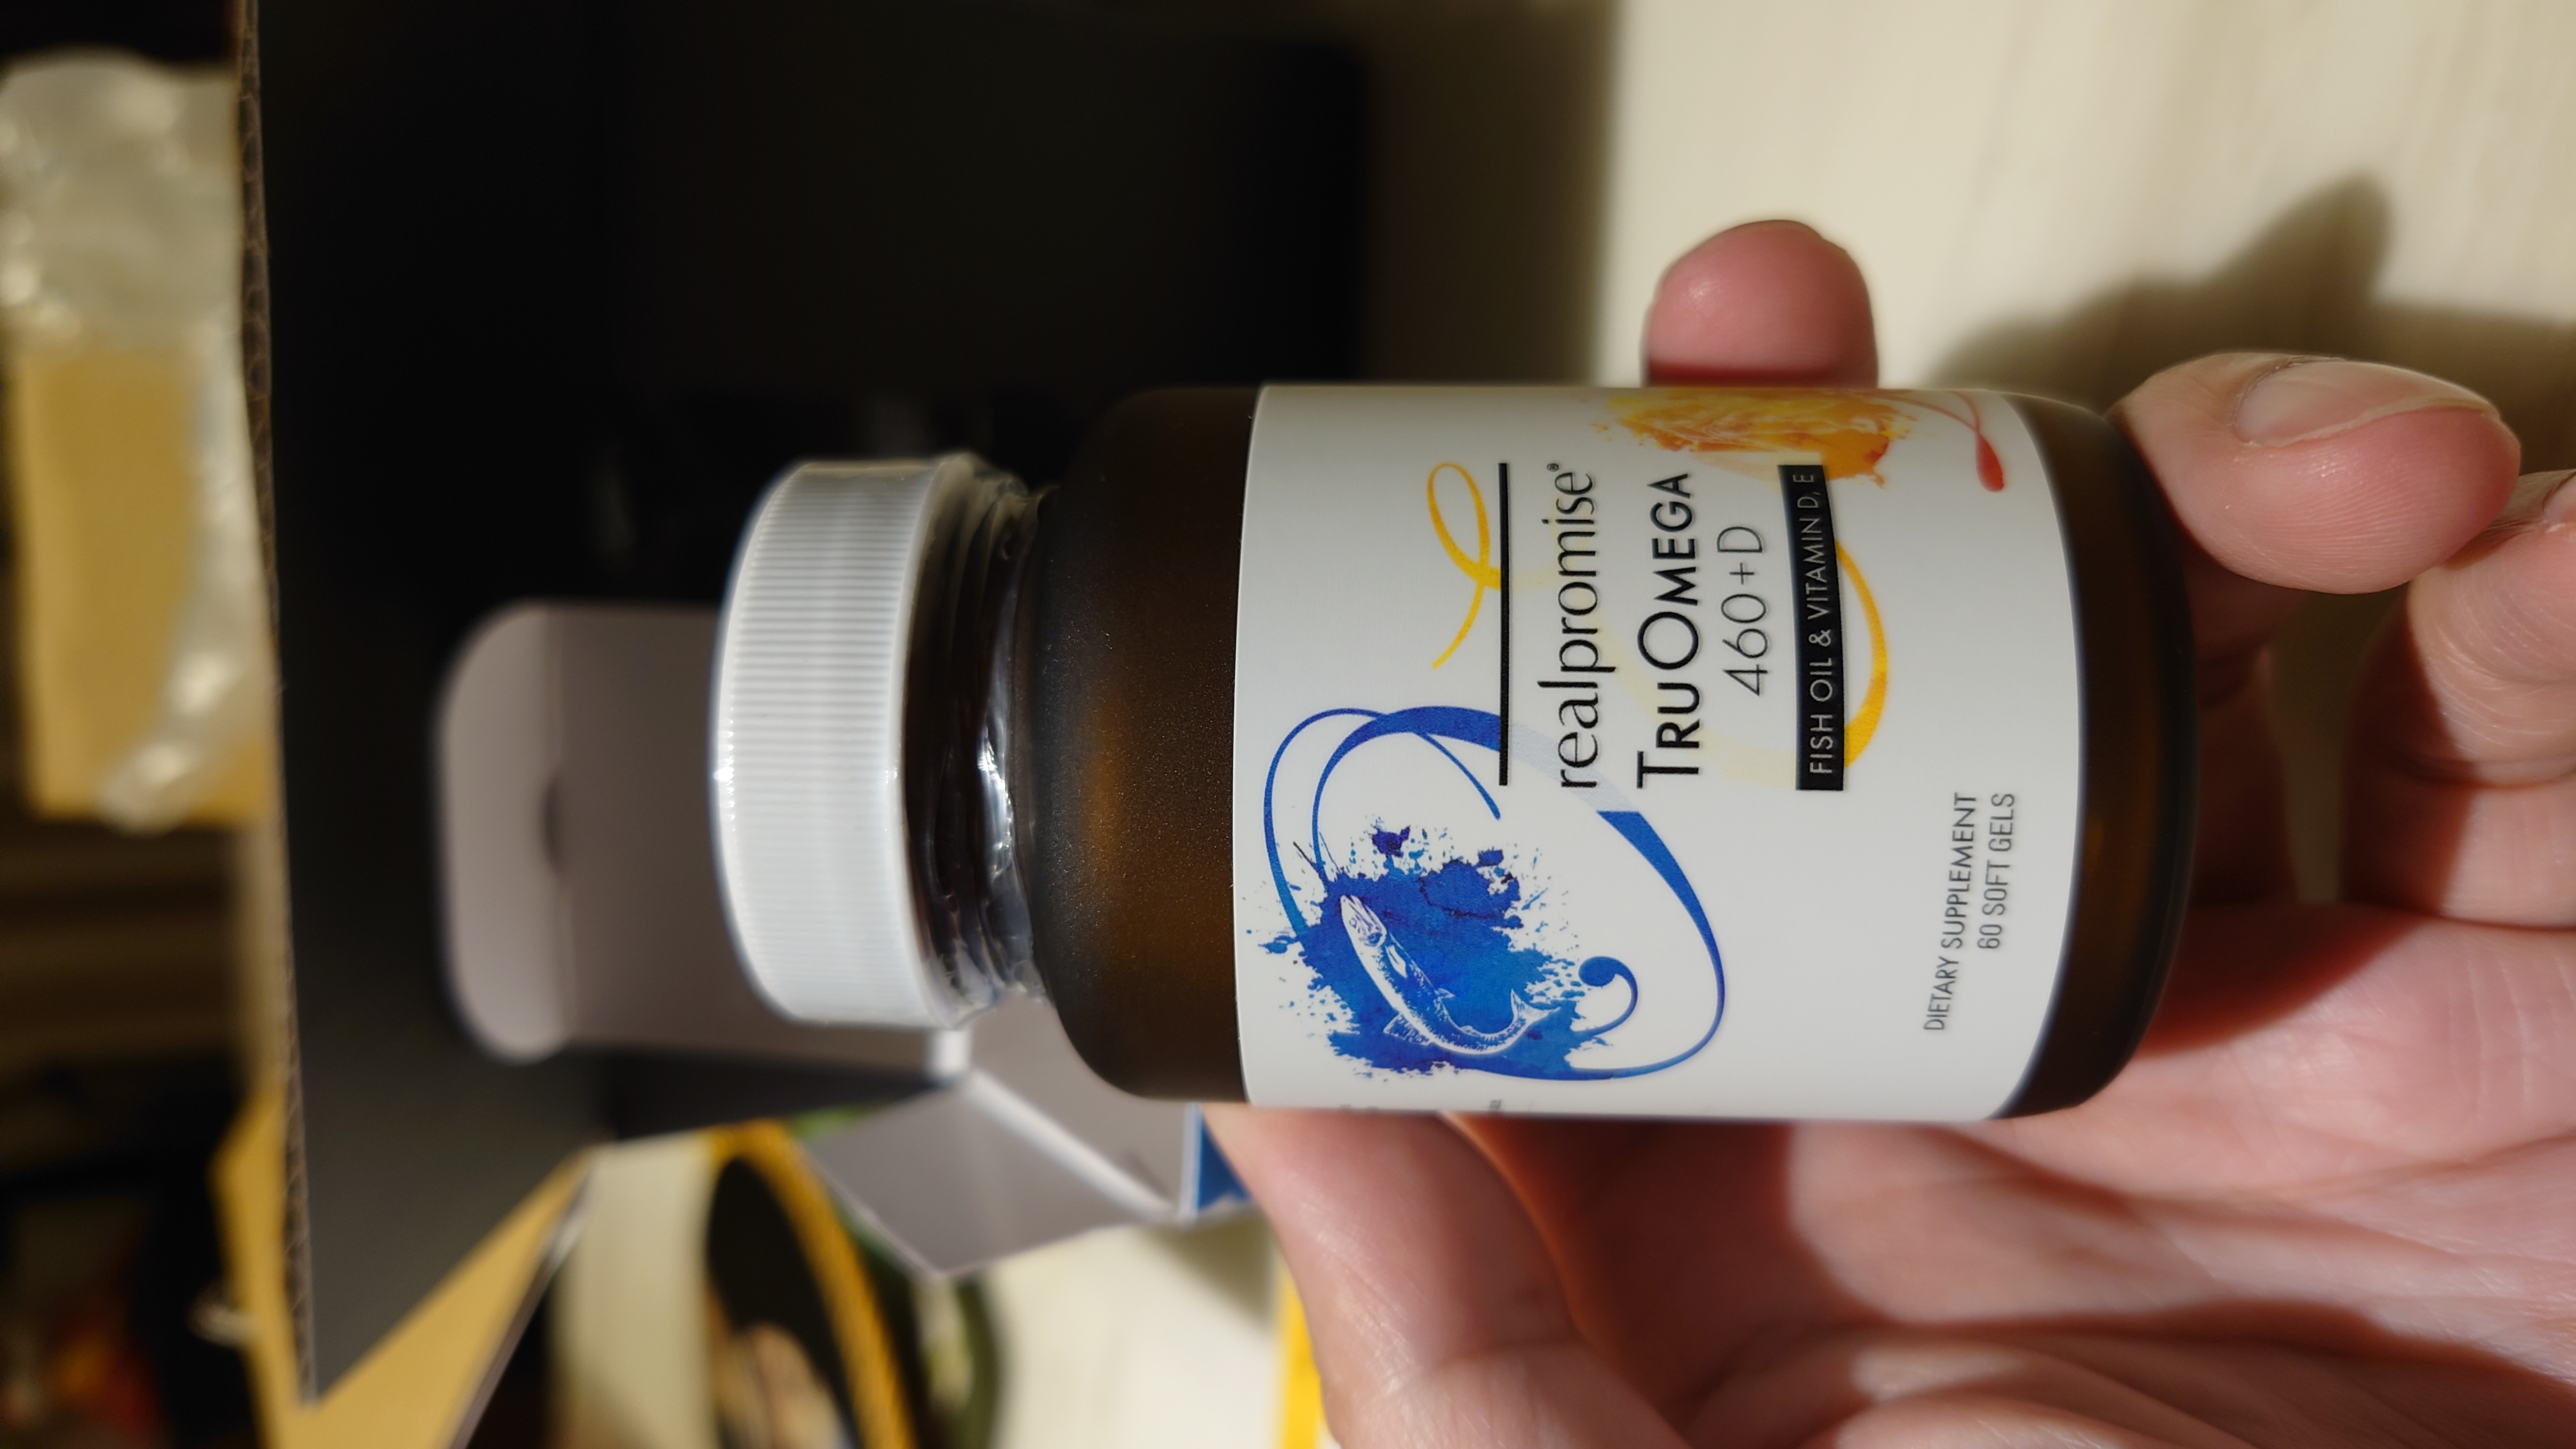 realpromise®
TRUOMEGA
460+D
FISH OIL & VITAMIN D, E
DIETARY SUPPLEMENT
60 SOFT GELS